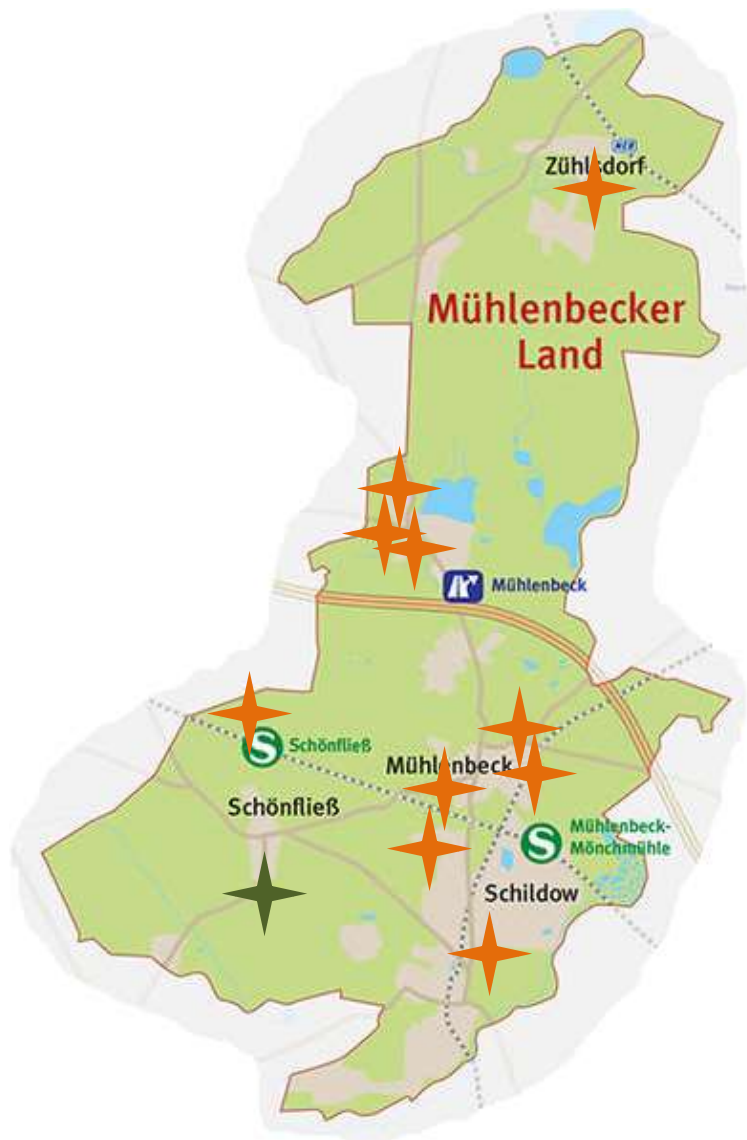 Zühlsdorf
Mühlenbecker
Land
Mühlenbeck
S Schönfließ
Mühlenbeck
Schönfließ
S Mühlenbeck-
Mönchmühle
Schildow